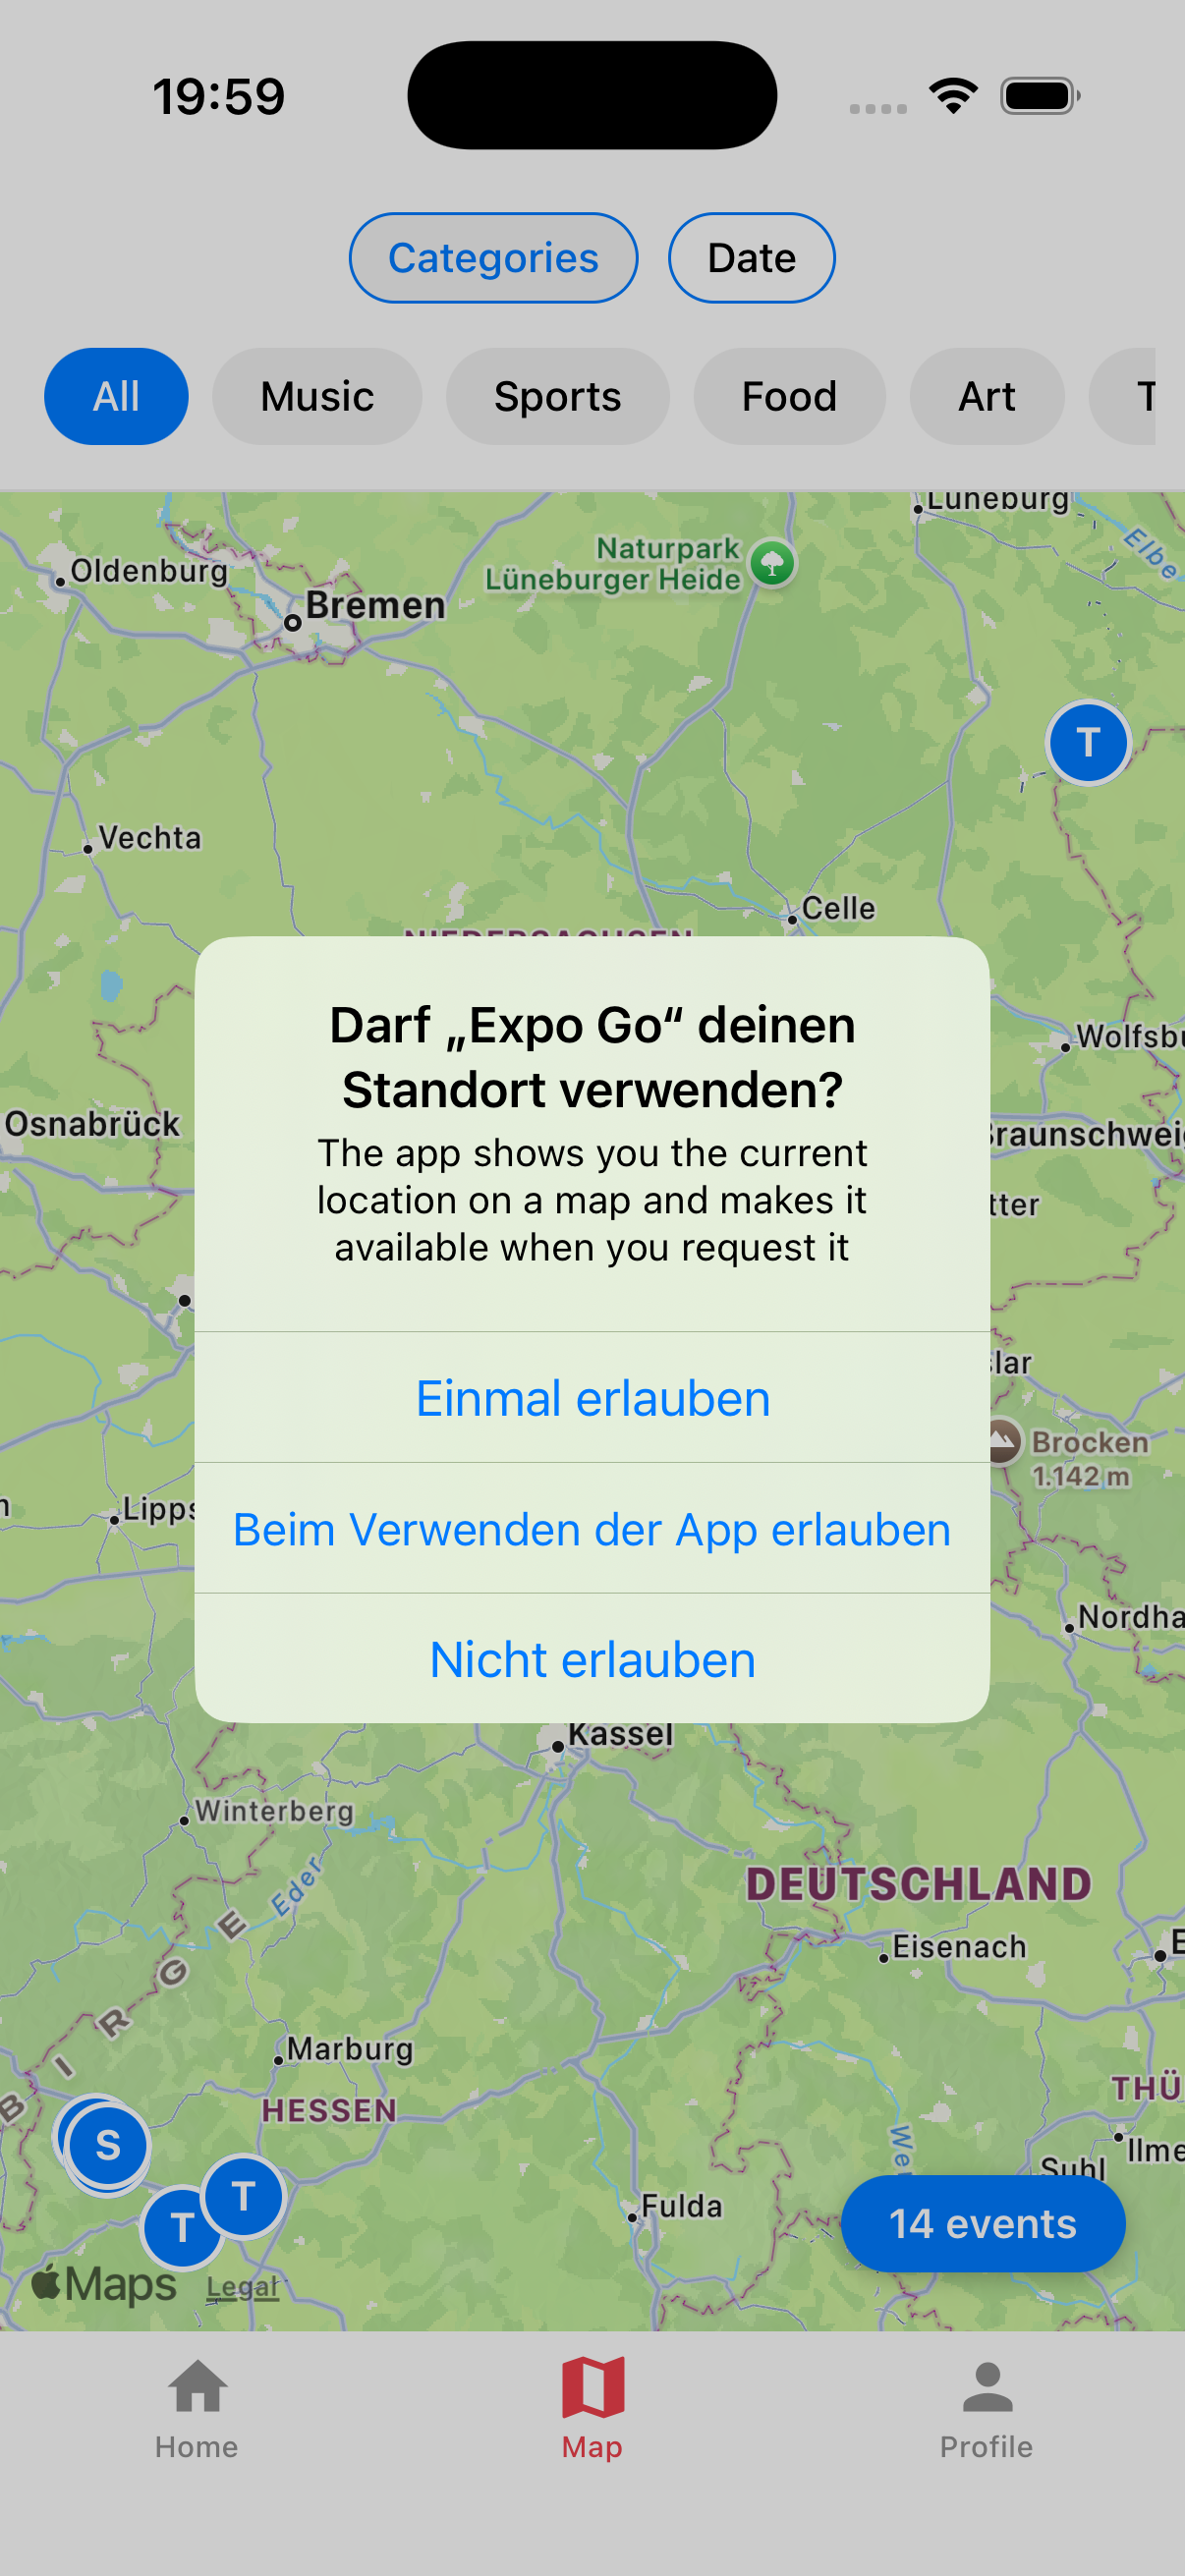 19:59
Categories
Date
All
Music
Sports
Food
Art
Lüneburg
Elbe
Naturpark
Lüneburger Heide
Oldenburg
Bremen
T
Vechta
Celle
NIEDERSACHSEN
Darf „Expo Go“ deinen
Standort verwenden?
The app shows you the current
location on a map and makes it
available when you request it
Einmal erlauben
Beim Verwenden der App erlauben
Nicht erlauben
Wolfsbu
Osnabrück
Braunschwei
tter
slar
Brocken
1.142 m
Lipps
Nordha
Kassel
Winterberg
Eder
DEUTSCHLAND
Eisenach
E
BIRGE
Marburg
HESSEN
THÜ
S
T
T
We
Ilme
Suhl
Fulda
14 events
Maps
Legal
Home
Map
Profile